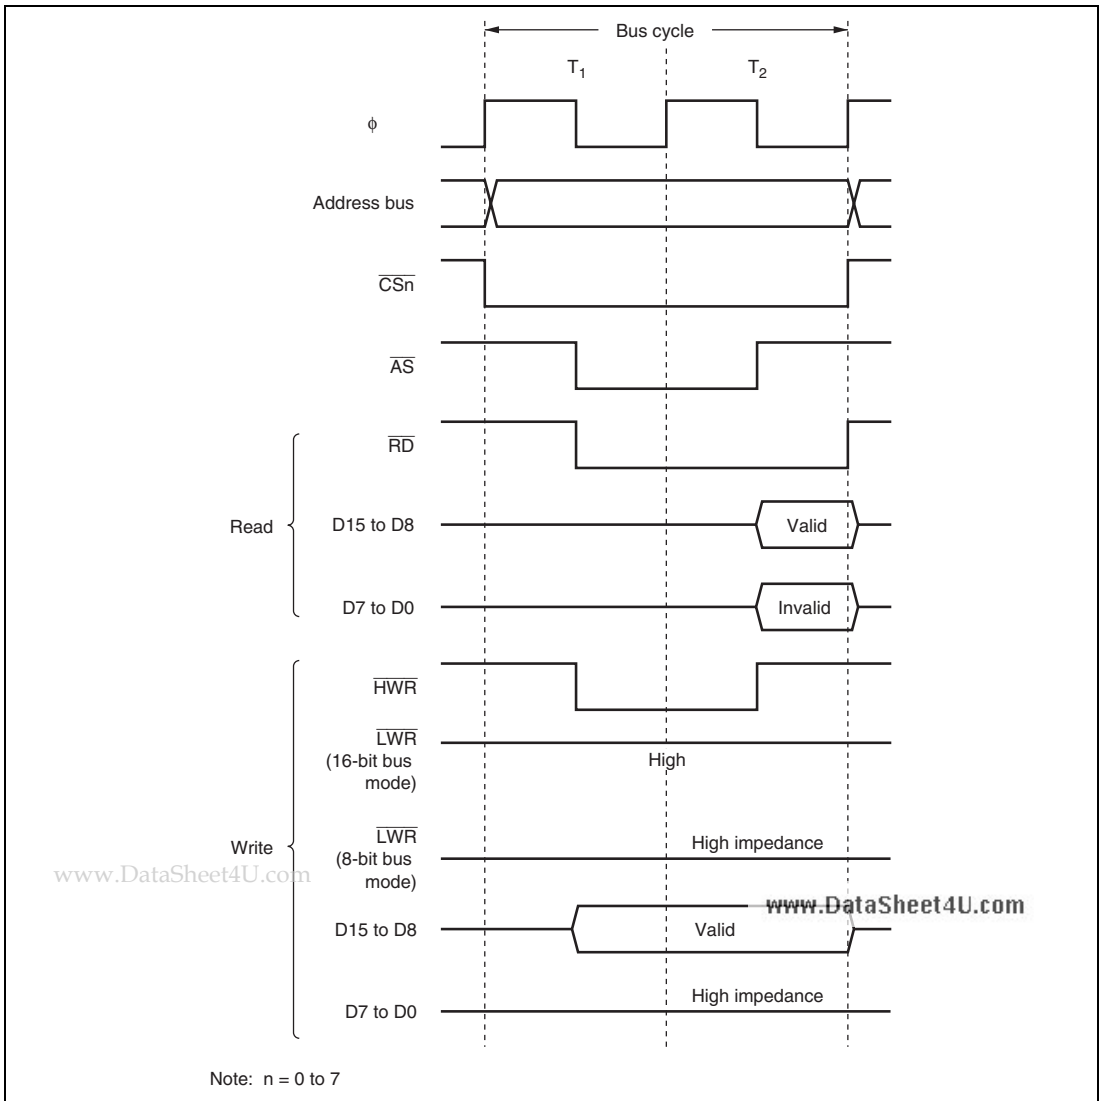 Bus cycle
T1 T2
φ
Address bus
CSn
AS
RD
Read
D15 to D8 Valid
D7 to D0 Invalid
HWR
LWR
(16-bit bus
mode)
High
Write
LWR
(8-bit bus
mode)
High impedance
www.DataSheet4U.com
www.DataSheet4U.com
D15 to D8 Valid
D7 to D0 High impedance
Note: n = 0 to 7